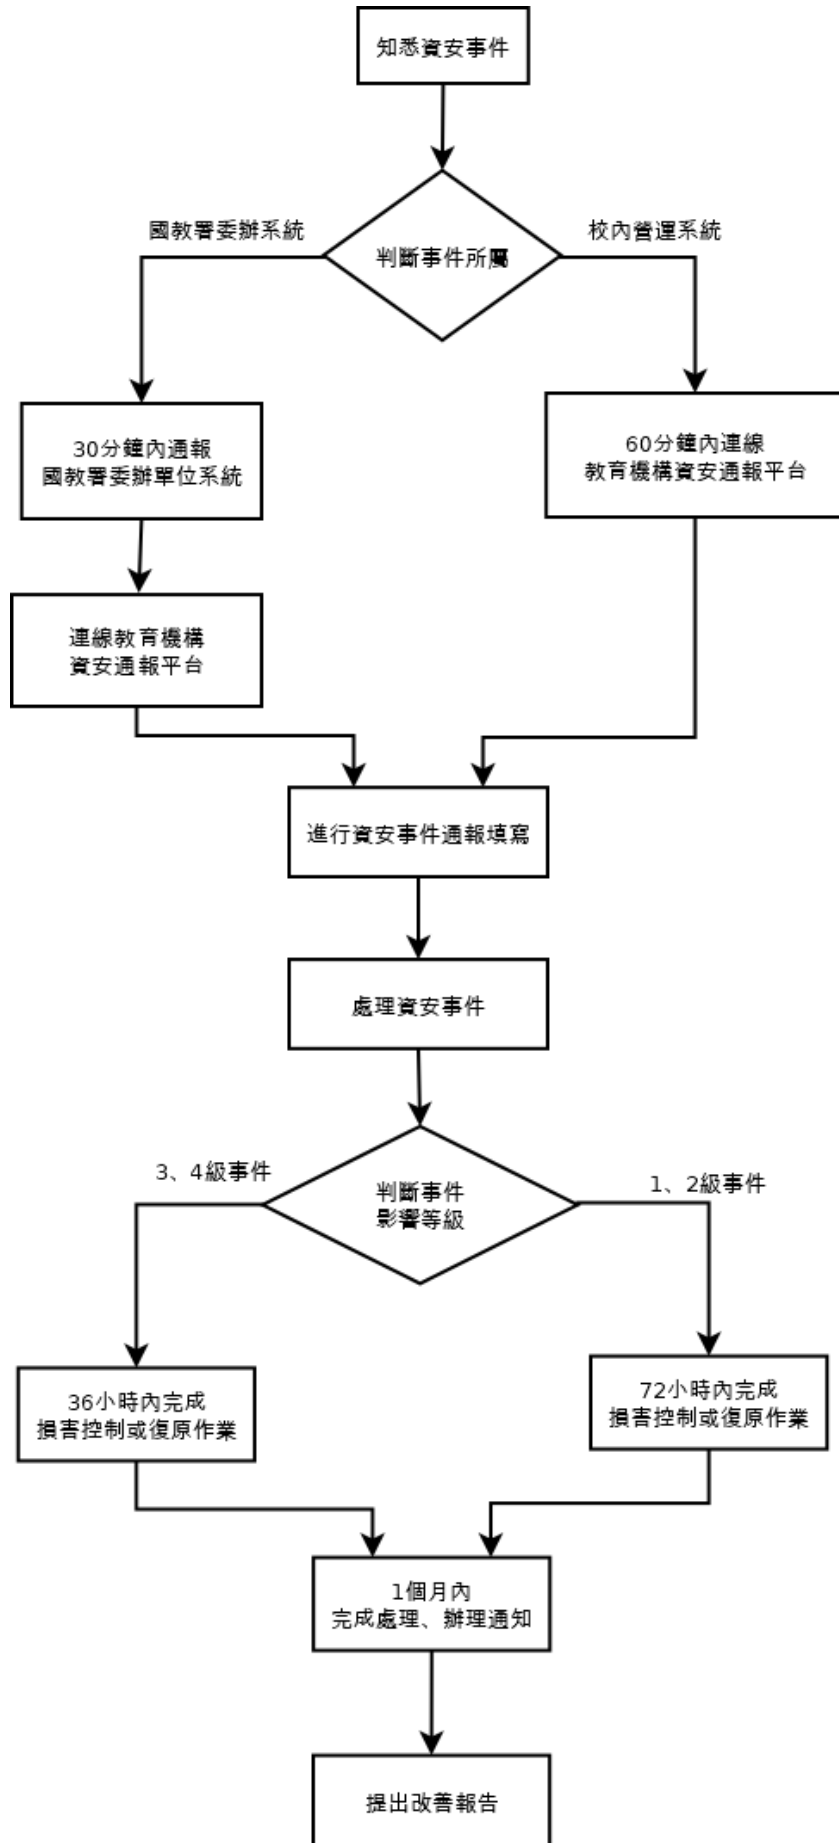 知悉資安事件
國教署委辦系統
校內營運系統
判斷事件所屬
30分鐘內通報
國教署委辦單位系統
60分鐘內連線
教育機構資安通報平台
連線教育機構
資安通報平台
進行資安事件通報填寫
處理資安事件
3、4級事件
1、2級事件
判斷事件
影響等級
36小時內完成
損害控制或復原作業
72小時內完成
損害控制或復原作業
1個月內
完成處理、辦理通知
提出改善報告